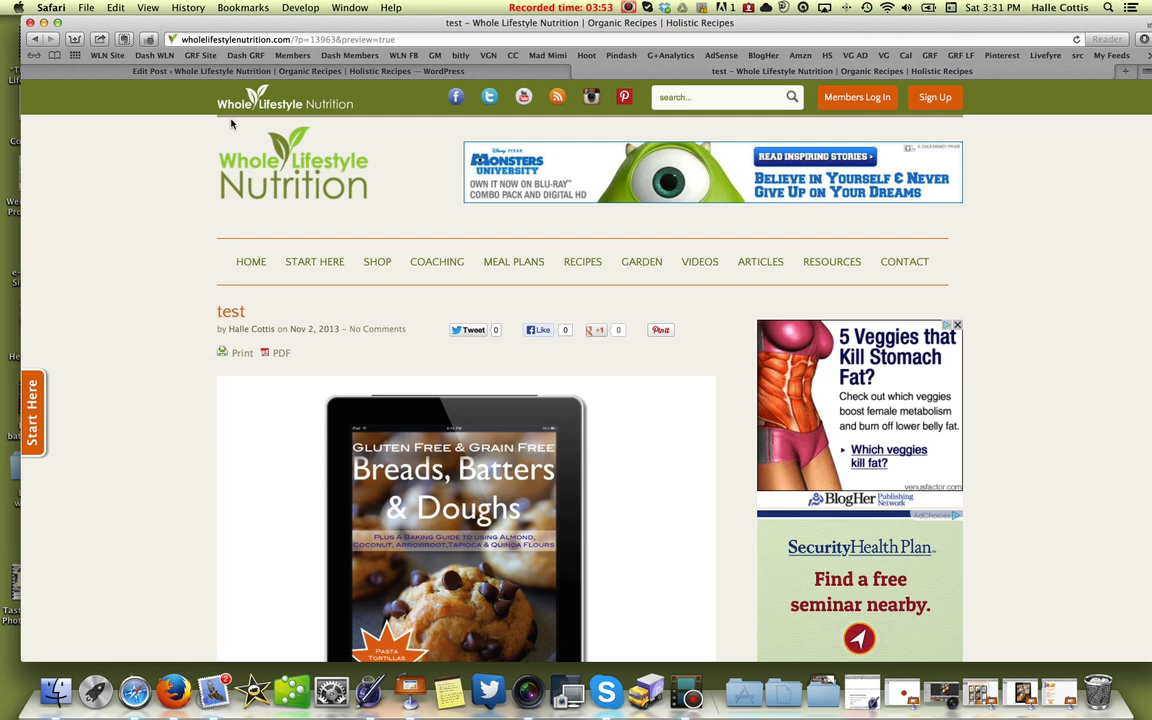 Safari File Edit View History Bookmarks Develop Window Help Recorded time: 03:53 1 Sat 3:31 PM Halle Cottis
test – Whole Lifestyle Nutrition | Organic Recipes | Holistic Recipes
wholelifestylenutrition.com/?p=13963&preview=true Reader
WLN Site Dash WLN GRF Site Dash GRF Members Dash Members WLN FB GM bitly VGN CC Mad Mimi Hoot Pindash G+Analytics AdSense BlogHer Amzn HS VG AD VG Cal GRF GRF LF Pinterest Livefyre src My Feeds
Edit Post ‹ Whole Lifestyle Nutrition | Organic Recipes | Holistic Recipes — WordPress
test – Whole Lifestyle Nutrition | Organic Recipes | Holistic Recipes
Whole Lifestyle Nutrition
search...
Members Log In
Sign Up
Whole Lifestyle
Nutrition
Disney PIXAR
MONSTERS
UNIVERSITY
OWN IT NOW ON BLU-RAY™
COMBO PACK AND DIGITAL HD
READ INSPIRING STORIES
BELIEVE IN YOURSELF & NEVER
GIVE UP ON YOUR DREAMS
HOME START HERE SHOP COACHING MEAL PLANS RECIPES GARDEN VIDEOS ARTICLES RESOURCES CONTACT
test
by Halle Cottis on Nov 2, 2013 – No Comments
Tweet 0 Like 0 +1 0 Pinit
Print PDF
Start Here
GLUTEN FREE & GRAIN FREE
Breads, Batters
& Doughs
PLUS A BAKING GUIDE TO USING ALMOND,
COCONUT, ARROWROOT, TAPIOCA & QUINOA FLOURS
PASTA
TORTILLAS
5 Veggies that
Kill Stomach
Fat?
Check out which veggies
boost female metabolism
and burn off lower belly fat.
Which veggies
kill fat?
venusfactor.com
BlogHer Publishing Network
AdChoices
SecurityHealthPlan
Find a free
seminar nearby.
2